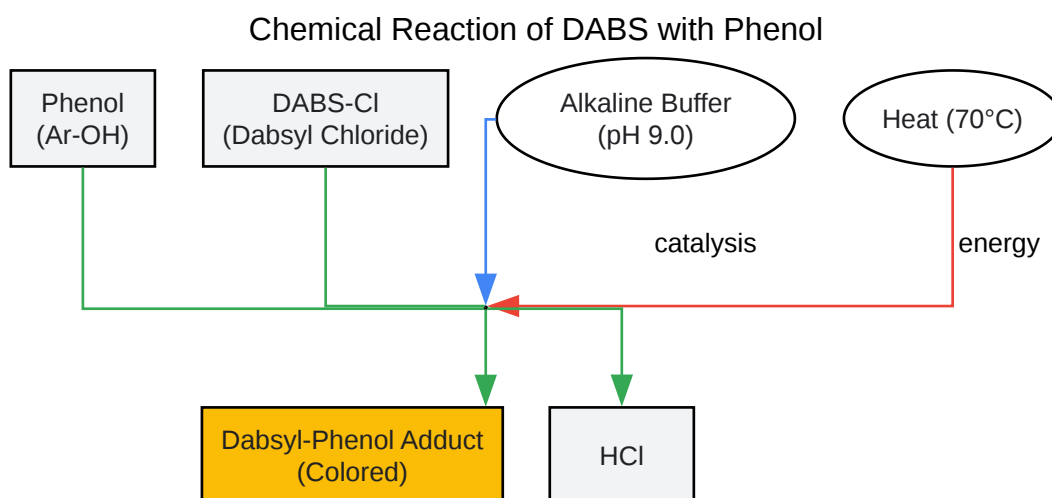 Chemical Reaction of DABS with Phenol
Phenol
(Ar-OH)
DABS-Cl
(Dabsyl Chloride)
Alkaline Buffer
(pH 9.0)
Heat (70°C)
catalysis
energy
Dabsyl-Phenol Adduct
(Colored)
HCl